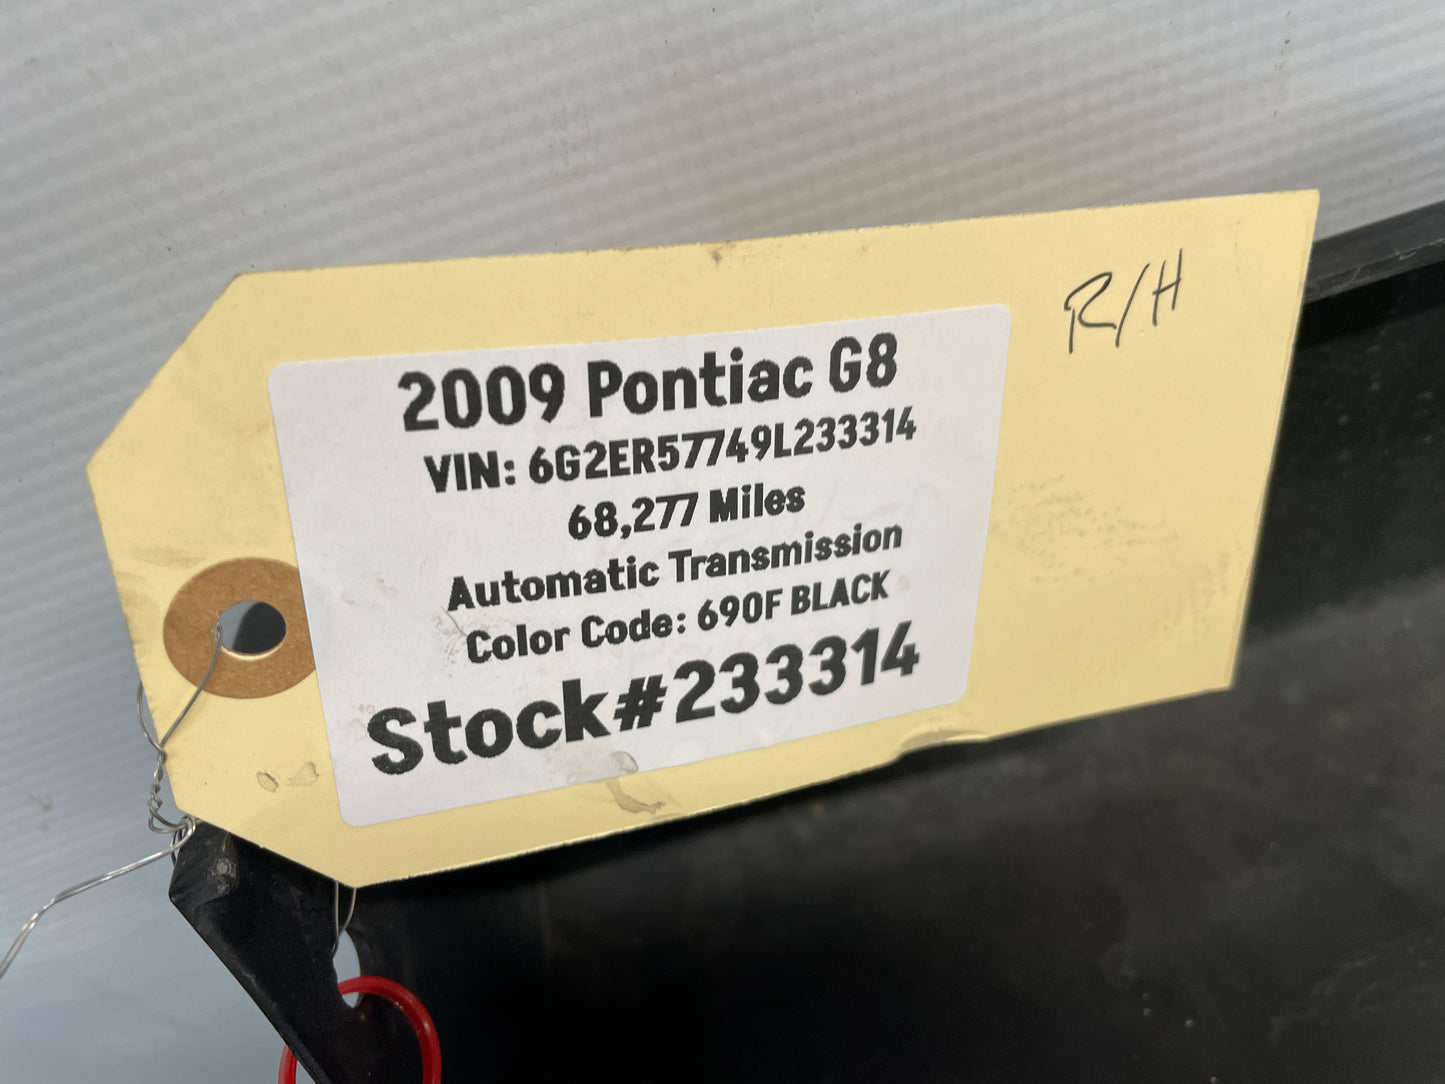 R/H
2009 Pontiac G8
VIN: 6G2ER57749L233314
68,277 Miles
Automatic Transmission
Color Code: 690F BLACK
Stock#233314